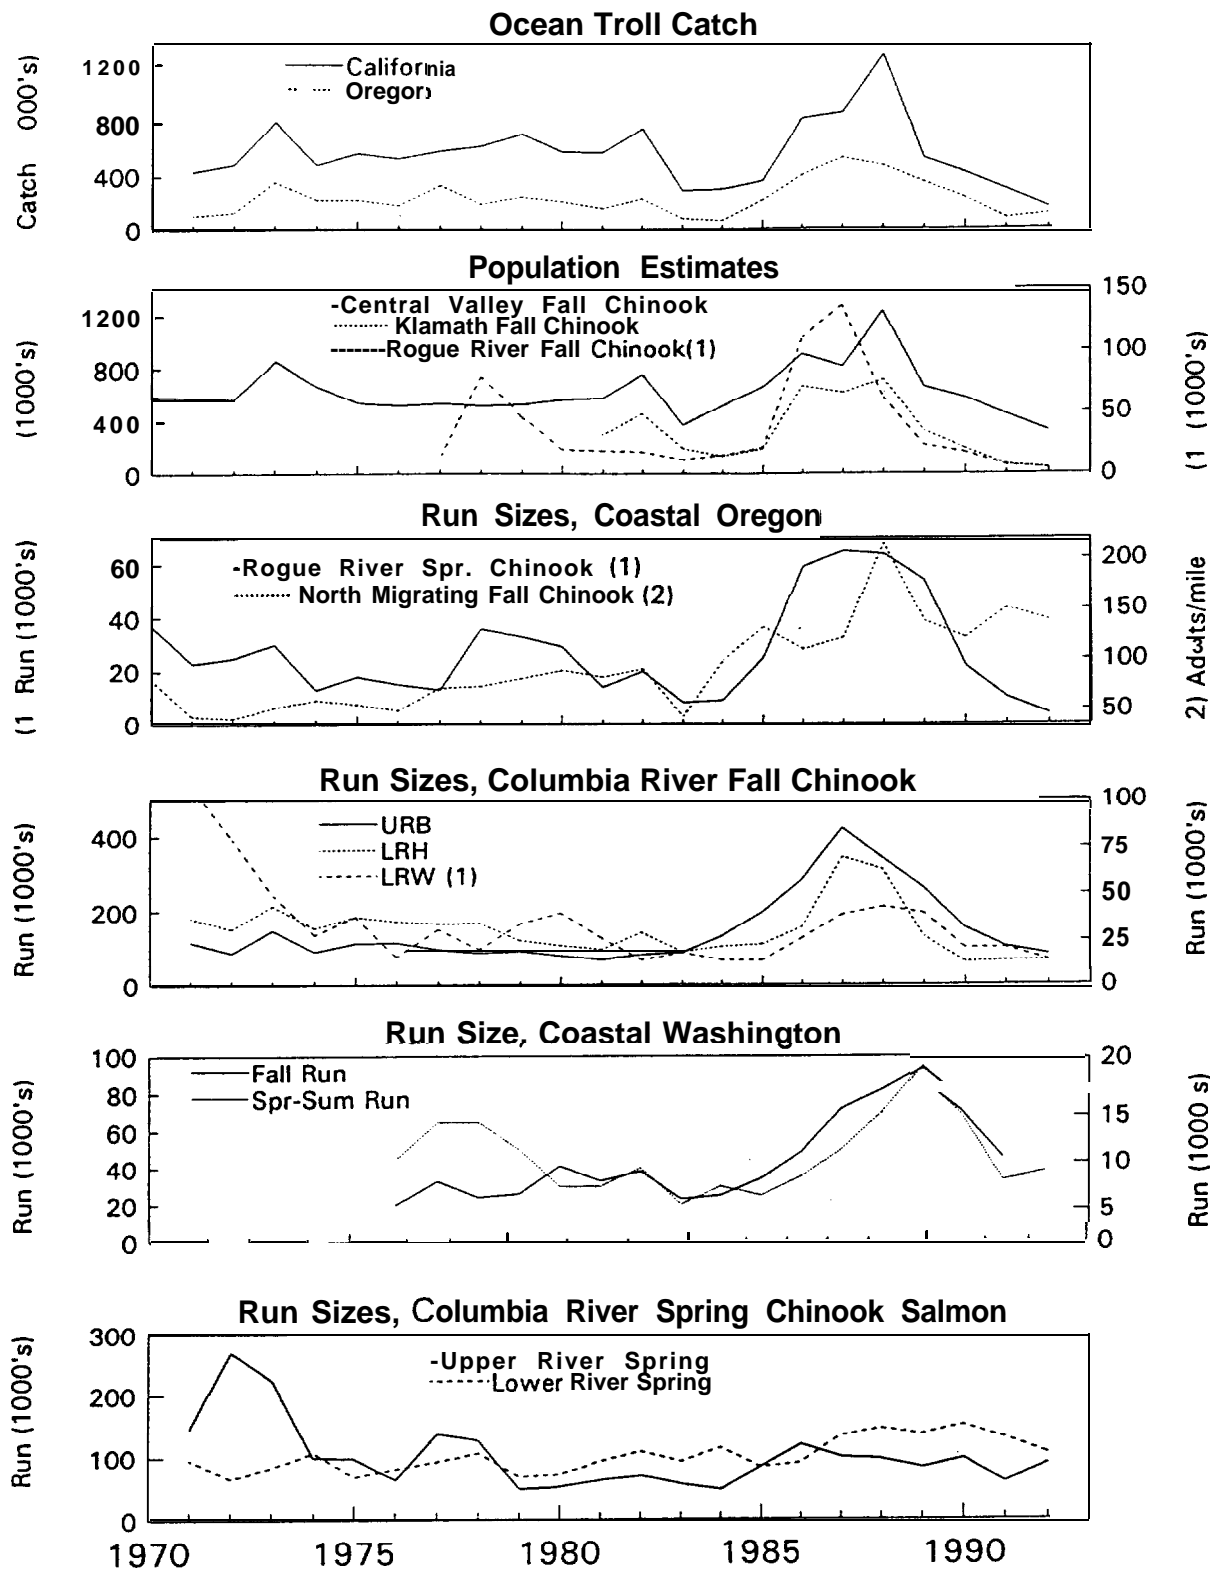 Ocean Troll Catch
Catch 000's)
1200
800
400
0
California
Oregon
Population Estimates
(1000's)
1200
800
400
0
-Central Valley Fall Chinook
Klamath Fall Chinook
Rogue River Fall Chinook(1)
150
100
50
0
(1 (1000's)
Run Sizes, Coastal Oregon
(1 Run (1000's)
60
40
20
0
-Rogue River Spr. Chinook (1)
North Migrating Fall Chinook (2)
200
150
100
50
2) Adults/mile
Run Sizes, Columbia River Fall Chinook
Run (1000's)
400
200
0
URB
LRH
LRW (1)
100
75
50
25
0
Run (1000's)
Run Size, Coastal Washington
Run (1000's)
100
80
60
40
20
0
Fall Run
Spr-Sum Run
20
15
10
5
0
Run (1000 s)
Run Sizes, Columbia River Spring Chinook Salmon
Run (1000's)
300
200
100
0
-Upper River Spring
Lower River Spring
1970 1975 1980 1985 1990